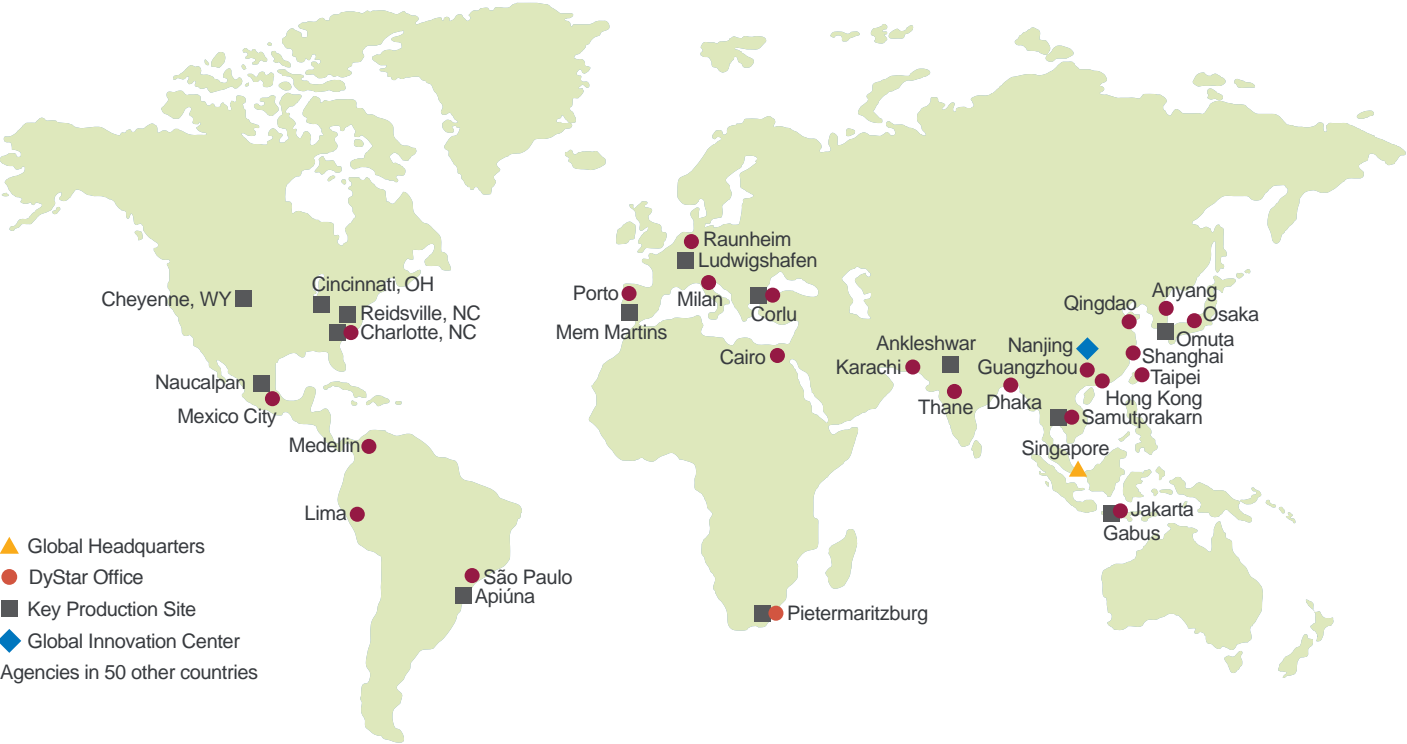 Cheyenne, WY
Cincinnati, OH
Reidsville, NC
Charlotte, NC
Naucalpan
Mexico City
Medellin
Lima
São Paulo
Apiúna
Raunheim
Ludwigshafen
Porto
Milan
Mem Martins
Corlu
Cairo
Pietermaritzburg
Karachi
Ankleshwar
Thane
Dhaka
Qingdao
Anyang
Osaka
Omuta
Nanjing
Shanghai
Guangzhou
Taipei
Hong Kong
Samutprakarn
Singapore
Jakarta
Gabus
Global Headquarters
DyStar Office
Key Production Site
Global Innovation Center
Agencies in 50 other countries